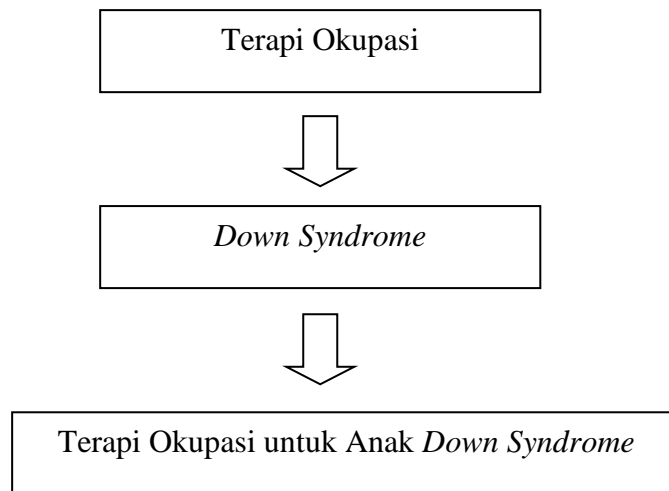 Terapi Okupasi
Down Syndrome
Terapi Okupasi untuk Anak Down Syndrome